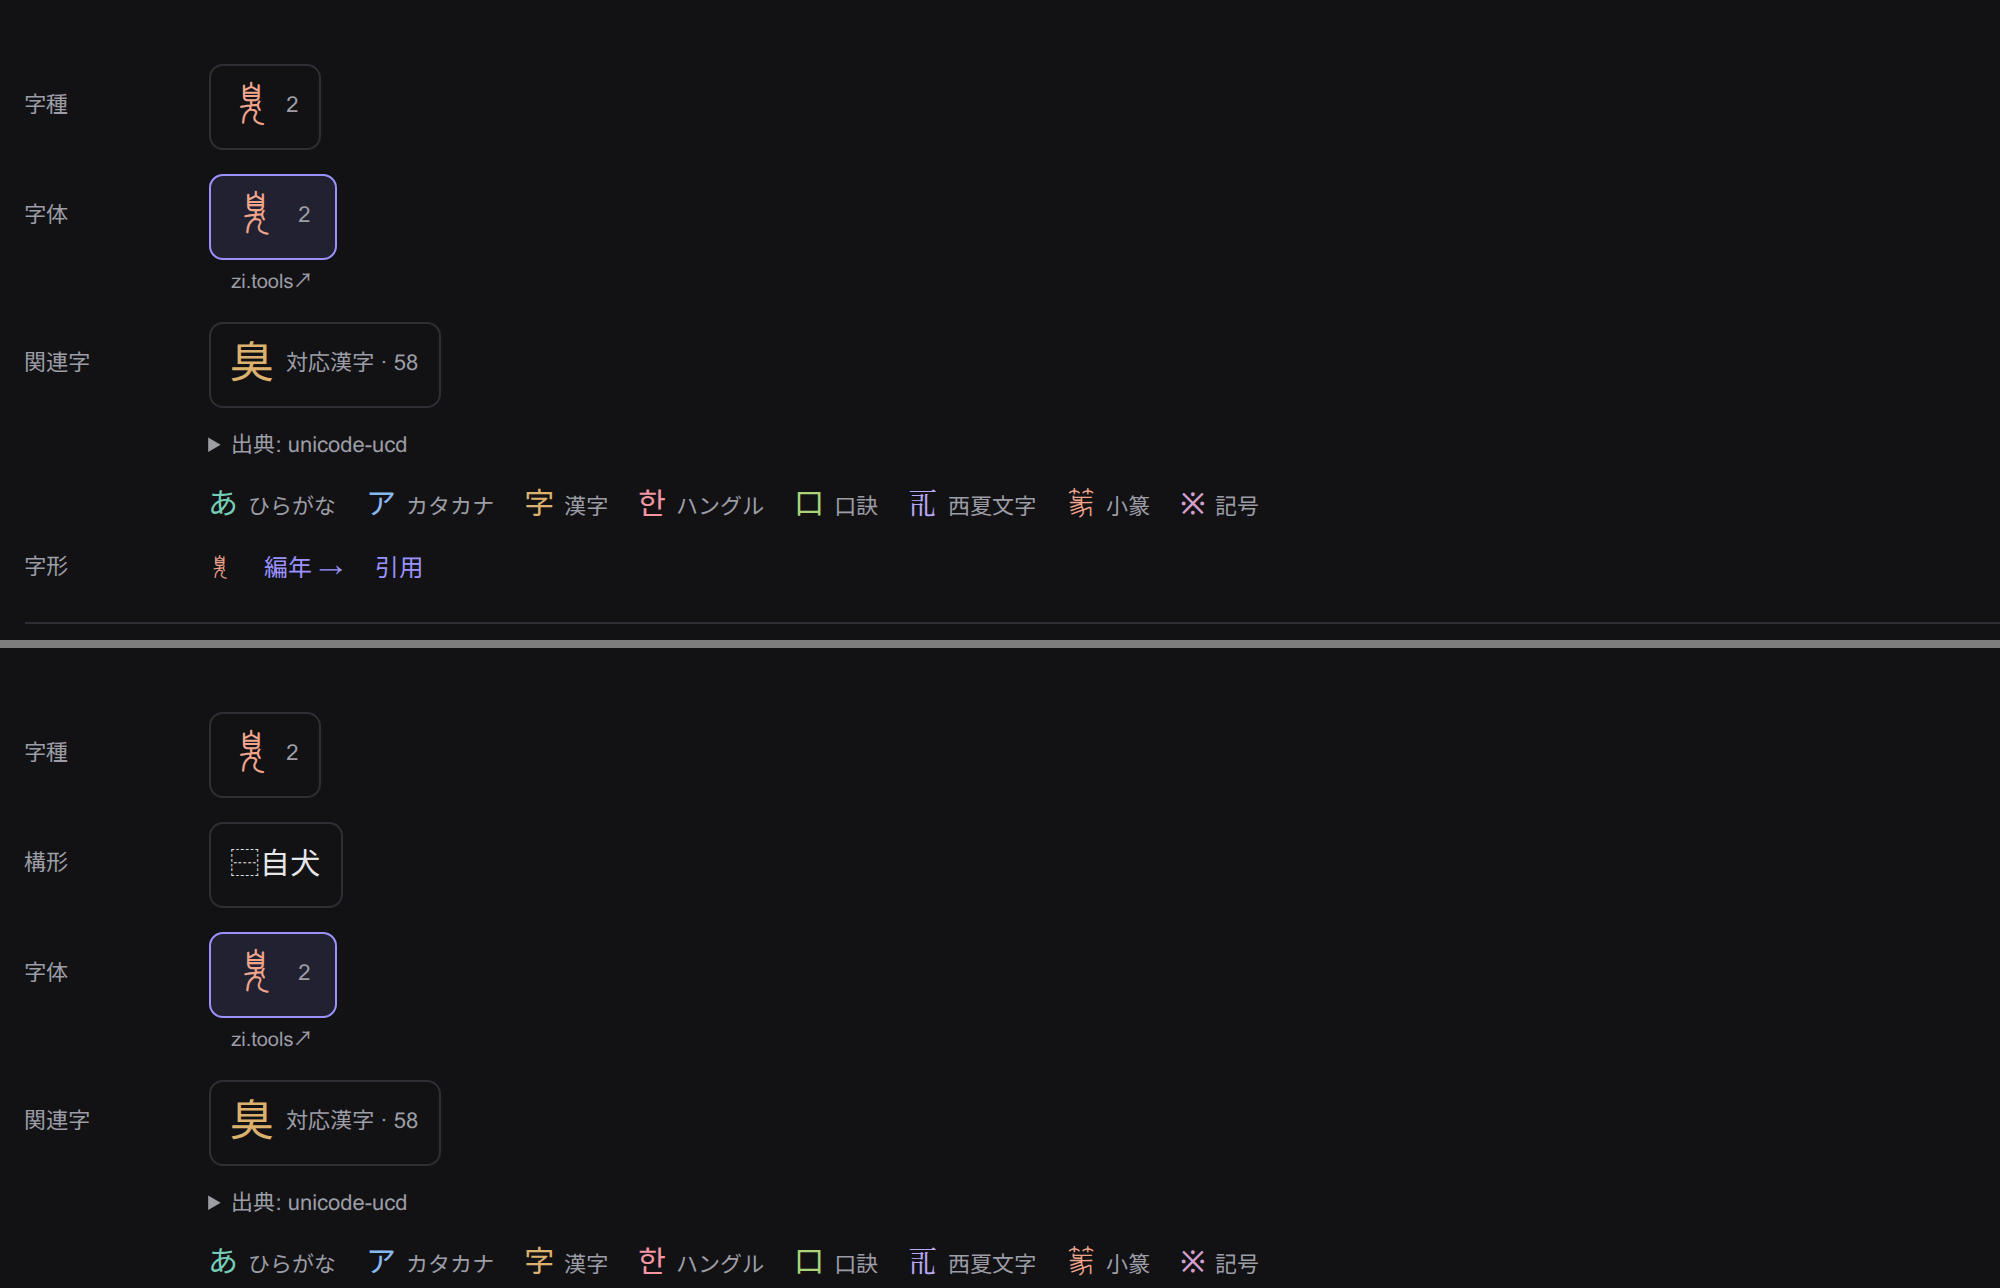 字種 2
字体 2
zi.tools↗
関連字 臭 対応漢字 · 58
▶ 出典: unicode-ucd
あ ひらがな ア カタカナ 字 漢字 한 ハングル 口 口訣 西夏文字 小篆 ※ 記号
字形 編年→ 引用
字種 2
構形 ⿱自犬
字体 2
zi.tools↗
関連字 臭 対応漢字 · 58
▶ 出典: unicode-ucd
あ ひらがな ア カタカナ 字 漢字 한 ハングル 口 口訣 西夏文字 小篆 ※ 記号